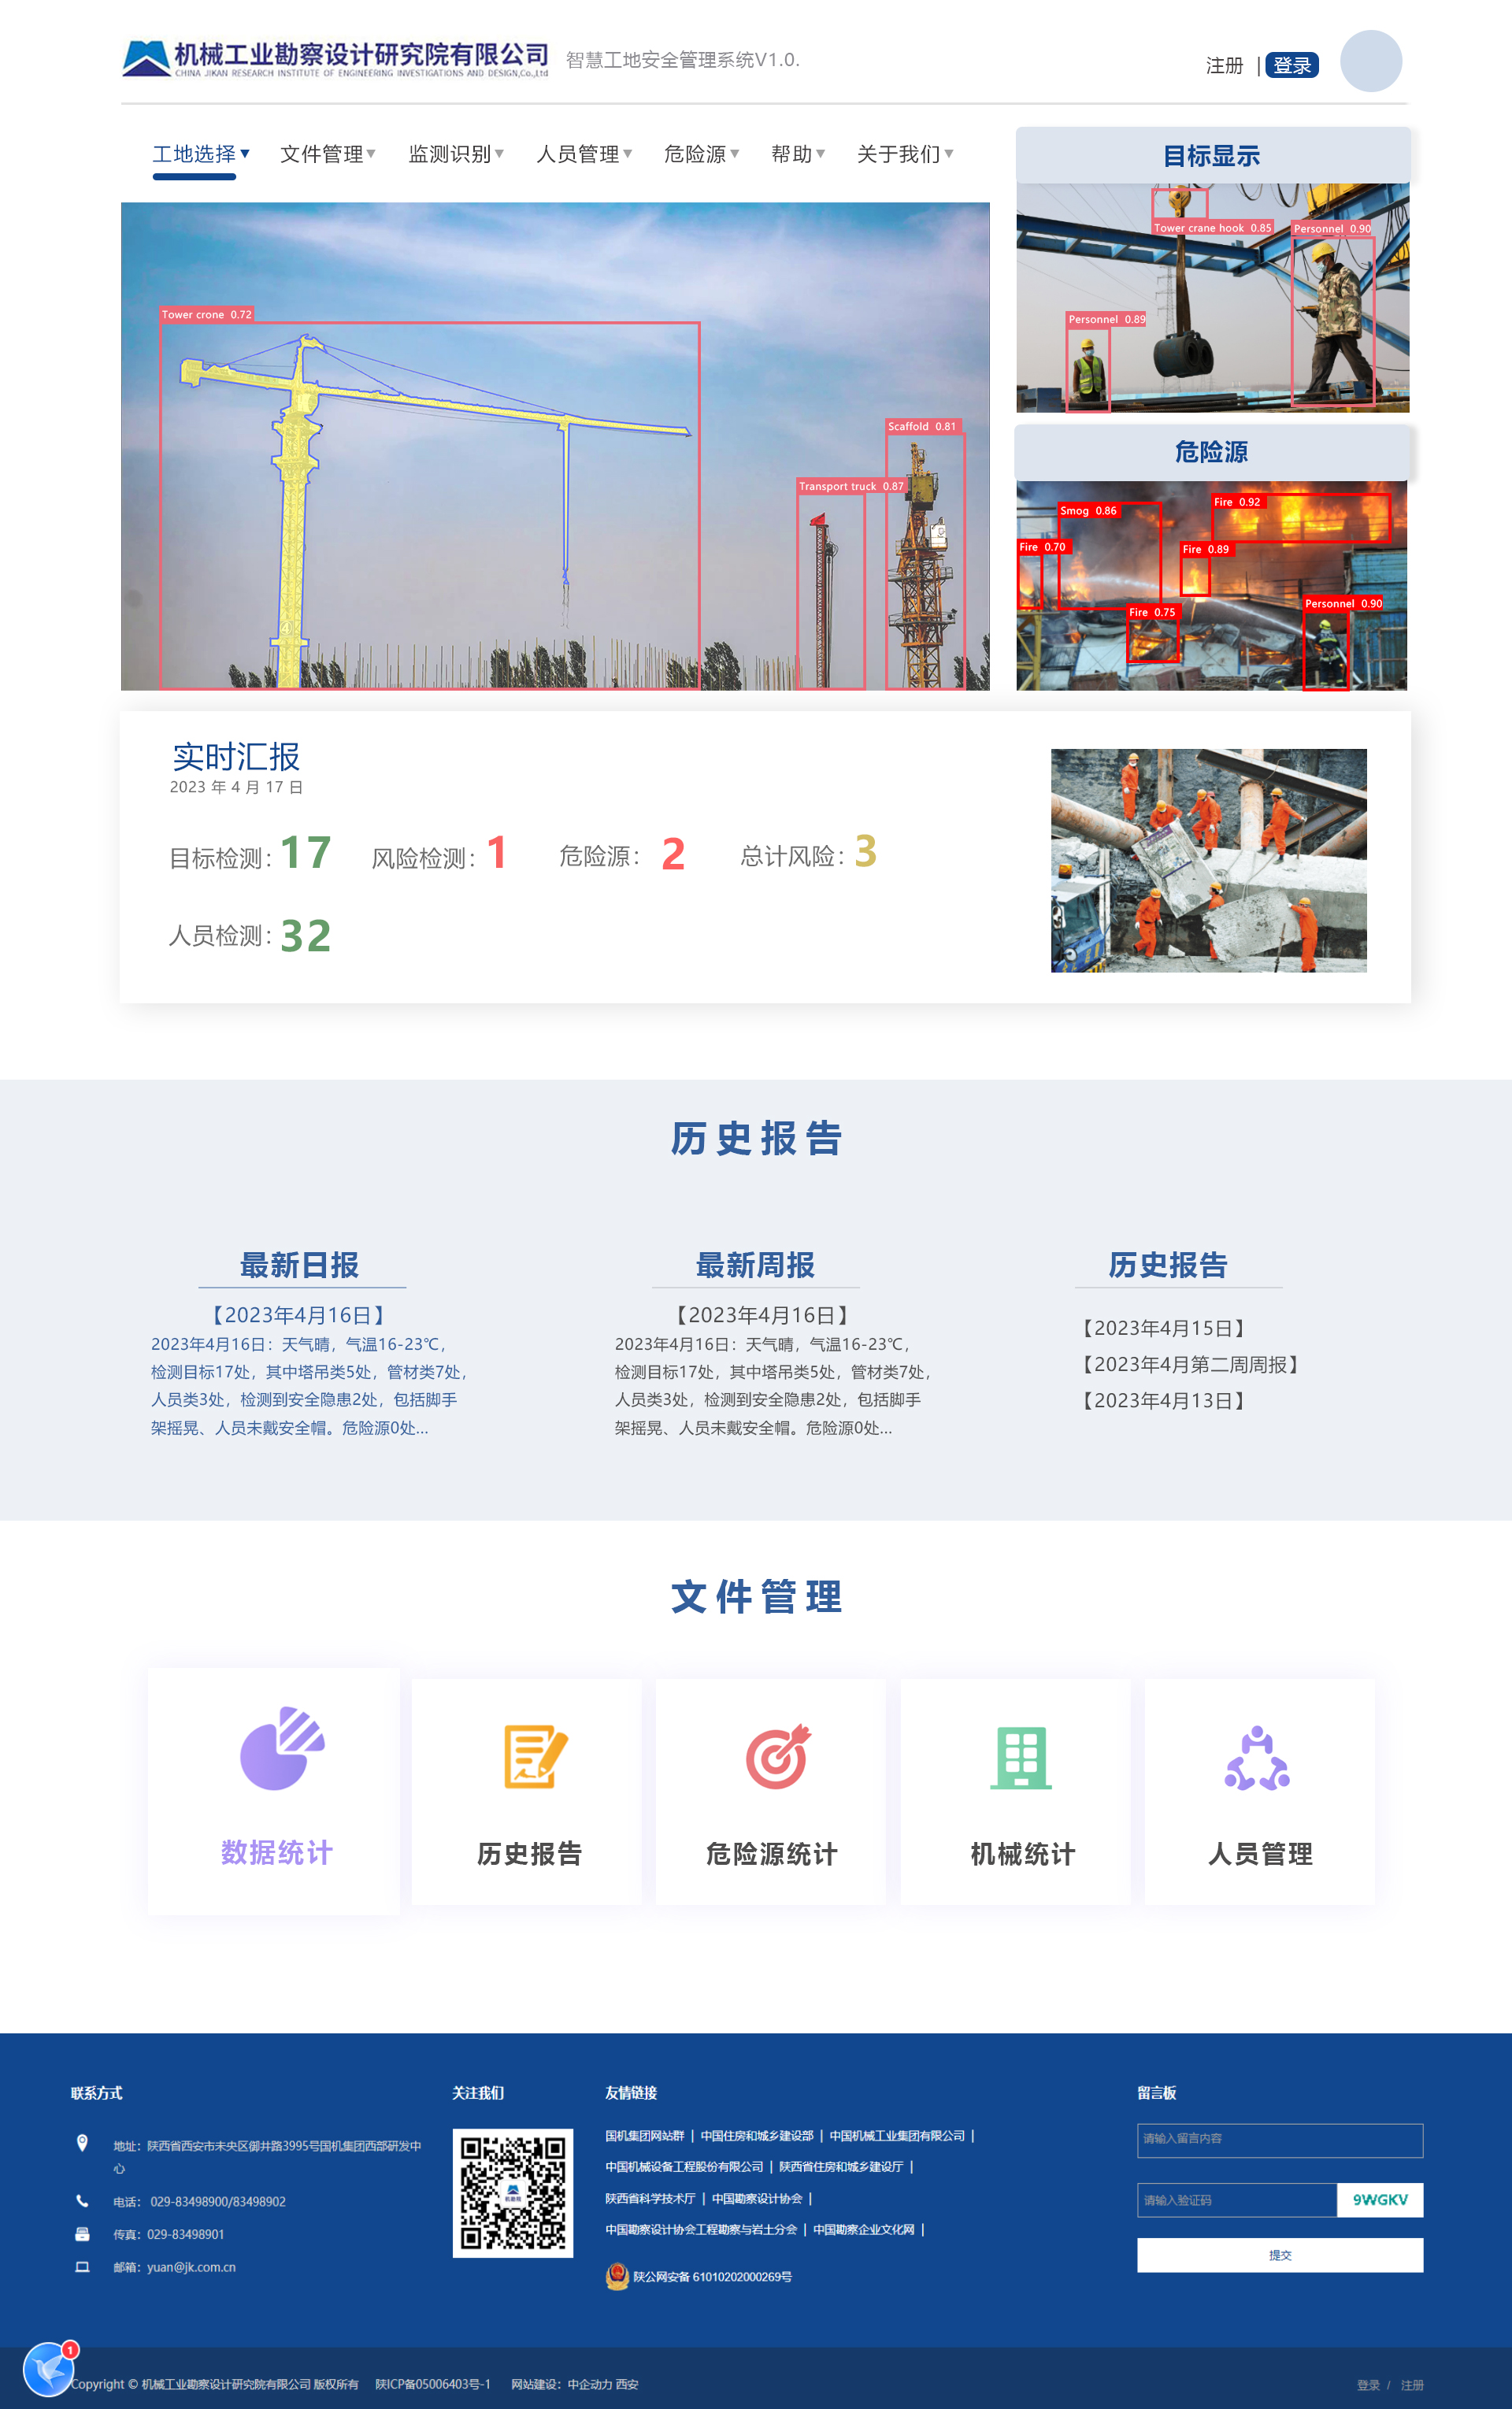 机械工业勘察设计研究院有限公司
CHINA JIKAN RESEARCH INSTITUTE OF ENGINEERING INVESTIGATIONS AND DESIGN,Co.,Ltd
智慧工地安全管理系统V1.0.
注册 | 登录
工地选择 文件管理 监测识别 人员管理 危险源 帮助 关于我们
目标显示
Tower crane hook 0.85
Personnel 0.90
Personnel 0.89
Tower crone 0.72
Scaffold 0.81
Transport truck 0.87
4
危险源
Fire 0.92
Smog 0.86
Fire 0.70
Fire 0.89
Fire 0.75
Personnel 0.90
实时汇报
2023 年 4 月 17 日
目标检测：17 风险检测：1 危险源： 2 总计风险：3
人员检测：32
历史报告
最新日报
【2023年4月16日】
2023年4月16日：天气晴，气温16-23℃，
检测目标17处，其中塔吊类5处，管材类7处，
人员类3处，检测到安全隐患2处，包括脚手
架摇晃、人员未戴安全帽。危险源0处...
最新周报
【2023年4月16日】
2023年4月16日：天气晴，气温16-23℃，
检测目标17处，其中塔吊类5处，管材类7处，
人员类3处，检测到安全隐患2处，包括脚手
架摇晃、人员未戴安全帽。危险源0处...
历史报告
【2023年4月15日】
【2023年4月第二周周报】
【2023年4月13日】
文件管理
数据统计
历史报告
危险源统计
机械统计
人员管理
联系方式
地址：陕西省西安市未央区御井路3995号国机集团西部研发中
心
电话： 029-83498900/83498902
传真：029-83498901
邮箱：yuan@jk.com.cn
关注我们
机勘院
友情链接
国机集团网站群 | 中国住房和城乡建设部 | 中国机械工业集团有限公司 |
中国机械设备工程股份有限公司 | 陕西省住房和城乡建设厅 |
陕西省科学技术厅 | 中国勘察设计协会 |
中国勘察设计协会工程勘察与岩土分会 | 中国勘察企业文化网 |
陕公网安备 61010202000269号
留言板
请输入留言内容
请输入验证码
9WGKV
提交
1
Copyright © 机械工业勘察设计研究院有限公司 版权所有 陕ICP备05006403号-1 网站建设：中企动力 西安
登录 / 注册